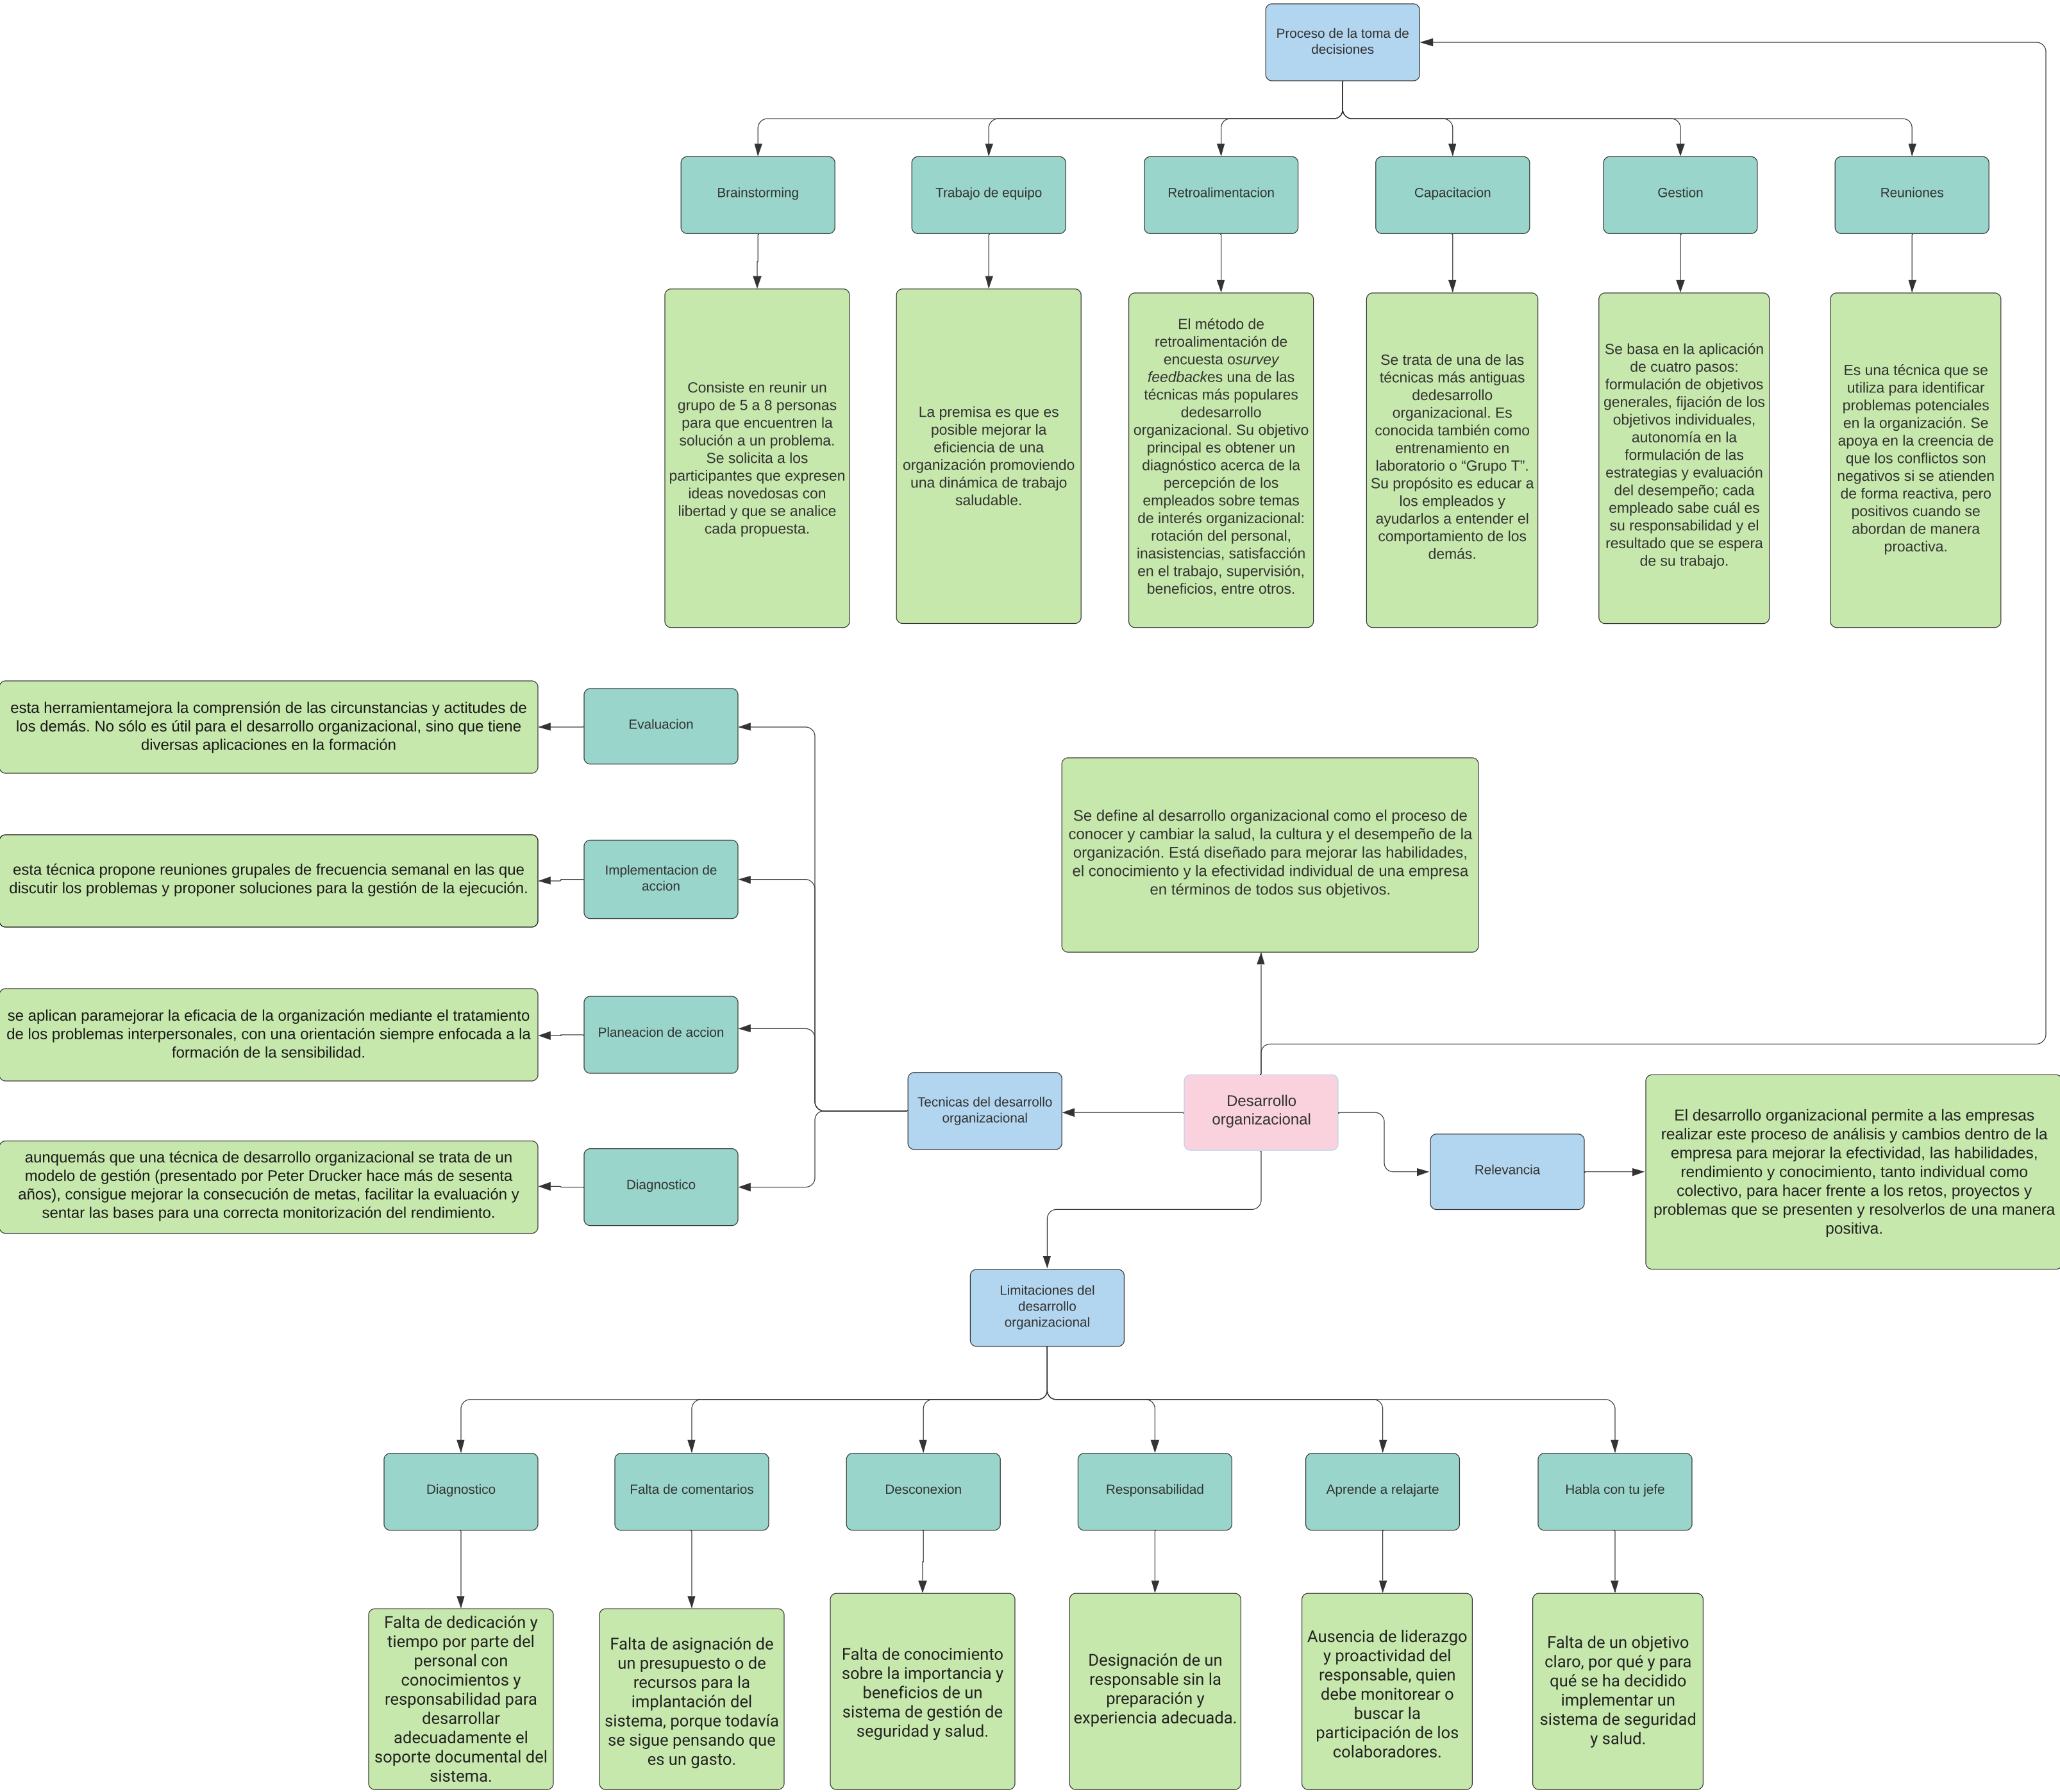 Proceso de la toma de
decisiones
Brainstorming
Trabajo de equipo
Retroalimentacion
Capacitacion
Gestion
Reuniones
Consiste en reunir un
grupo de 5 a 8 personas
para que encuentren la
solución a un problema.
Se solicita a los
participantes que expresen
ideas novedosas con
libertad y que se analice
cada propuesta.
La premisa es que es
posible mejorar la
eficiencia de una
organización promoviendo
una dinámica de trabajo
saludable.
El método de
retroalimentación de
encuesta osurvey
feedbackes una de las
técnicas más populares
dedesarrollo
organizacional. Su objetivo
principal es obtener un
diagnóstico acerca de la
percepción de los
empleados sobre temas
de interés organizacional:
rotación del personal,
inasistencias, satisfacción
en el trabajo, supervisión,
beneficios, entre otros.
Se trata de una de las
técnicas más antiguas
dedesarrollo
organizacional. Es
conocida también como
entrenamiento en
laboratorio o “Grupo T”.
Su propósito es educar a
los empleados y
ayudarlos a entender el
comportamiento de los
demás.
Se basa en la aplicación
de cuatro pasos:
formulación de objetivos
generales, fijación de los
objetivos individuales,
autonomía en la
formulación de las
estrategias y evaluación
del desempeño; cada
empleado sabe cuál es
su responsabilidad y el
resultado que se espera
de su trabajo.
Es una técnica que se
utiliza para identificar
problemas potenciales
en la organización. Se
apoya en la creencia de
que los conflictos son
negativos si se atienden
de forma reactiva, pero
positivos cuando se
abordan de manera
proactiva.
esta herramientamejora la comprensión de las circunstancias y actitudes de
los demás. No sólo es útil para el desarrollo organizacional, sino que tiene
diversas aplicaciones en la formación
Evaluacion
esta técnica propone reuniones grupales de frecuencia semanal en las que
discutir los problemas y proponer soluciones para la gestión de la ejecución.
Implementacion de
accion
Se define al desarrollo organizacional como el proceso de
conocer y cambiar la salud, la cultura y el desempeño de la
organización. Está diseñado para mejorar las habilidades,
el conocimiento y la efectividad individual de una empresa
en términos de todos sus objetivos.
se aplican paramejorar la eficacia de la organización mediante el tratamiento
de los problemas interpersonales, con una orientación siempre enfocada a la
formación de la sensibilidad.
Planeacion de accion
Tecnicas del desarrollo
organizacional
Desarrollo
organizacional
aunquemás que una técnica de desarrollo organizacional se trata de un
modelo de gestión (presentado por Peter Drucker hace más de sesenta
años), consigue mejorar la consecución de metas, facilitar la evaluación y
sentar las bases para una correcta monitorización del rendimiento.
Diagnostico
Relevancia
El desarrollo organizacional permite a las empresas
realizar este proceso de análisis y cambios dentro de la
empresa para mejorar la efectividad, las habilidades,
rendimiento y conocimiento, tanto individual como
colectivo, para hacer frente a los retos, proyectos y
problemas que se presenten y resolverlos de una manera
positiva.
Limitaciones del
desarrollo
organizacional
Diagnostico
Falta de comentarios
Desconexion
Responsabilidad
Aprende a relajarte
Habla con tu jefe
Falta de dedicación y
tiempo por parte del
personal con
conocimientos y
responsabilidad para
desarrollar
adecuadamente el
soporte documental del
sistema.
Falta de asignación de
un presupuesto o de
recursos para la
implantación del
sistema, porque todavía
se sigue pensando que
es un gasto.
Falta de conocimiento
sobre la importancia y
beneficios de un
sistema de gestión de
seguridad y salud.
Designación de un
responsable sin la
preparación y
experiencia adecuada.
Ausencia de liderazgo
y proactividad del
responsable, quien
debe monitorear o
buscar la
participación de los
colaboradores.
Falta de un objetivo
claro, por qué y para
qué se ha decidido
implementar un
sistema de seguridad
y salud.